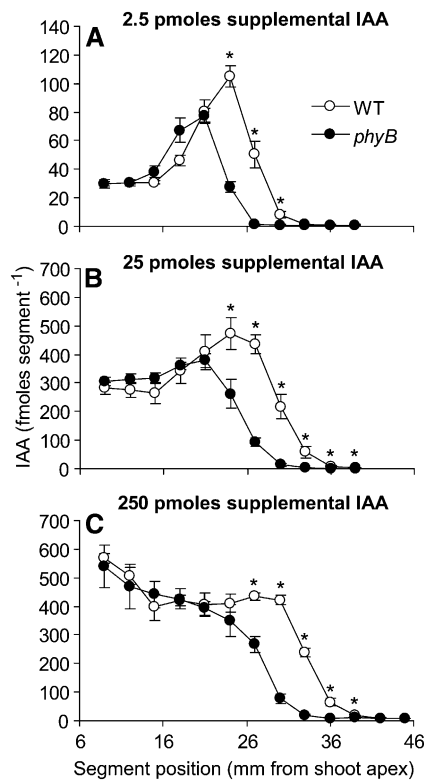 A 2.5 pmoles supplemental IAA
140
120
100
80
60
40
20
0
* * *
WT
phyB
B 25 pmoles supplemental IAA
700
600
500
400
300
200
100
0
* * * * * *
IAA (fmoles segment -1)
C 250 pmoles supplemental IAA
700
600
500
400
300
200
100
0
* * * * *
6 16 26 36 46
Segment position (mm from shoot apex)